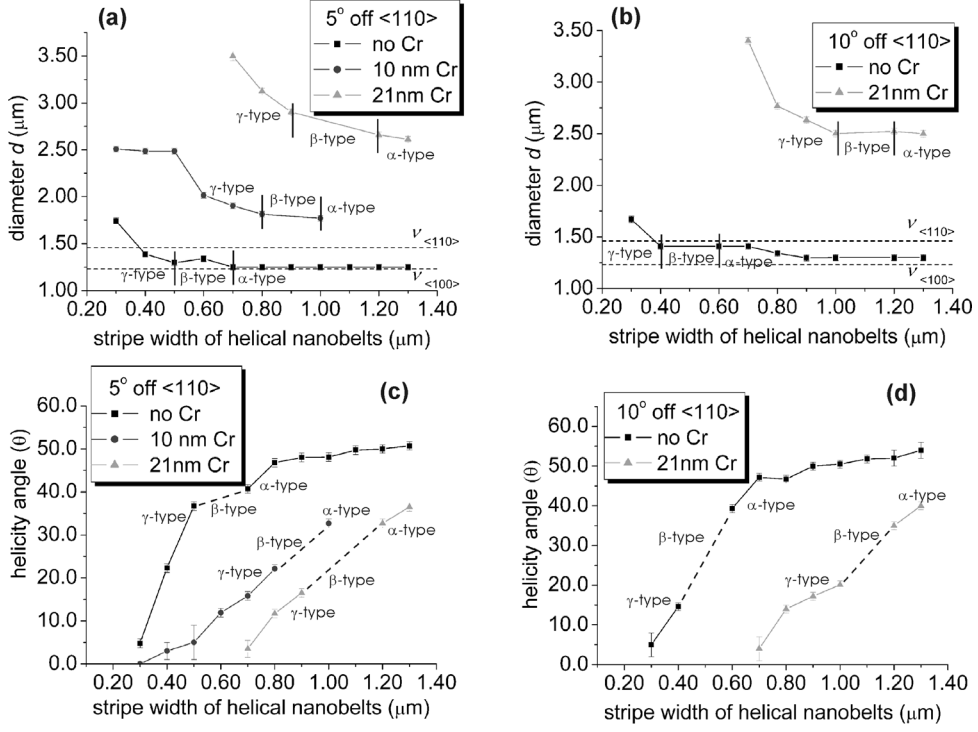 (a)
5° off <110>
no Cr
10 nm Cr
21nm Cr
diameter d (μm)
3.50
3.00
2.50
2.00
1.50
1.00
γ-type
β-type
α-type
γ-type
β-type
α-type
γ-type
β-type
α-type
ν<110>
ν<100>
0.20 0.40 0.60 0.80 1.00 1.20 1.40
stripe width of helical nanobelts (μm)
(b)
10° off <110>
no Cr
21nm Cr
diameter d (μm)
3.50
3.00
2.50
2.00
1.50
1.00
γ-type
β-type
α-type
γ-type
β-type
α-type
ν<110>
ν<100>
0.20 0.40 0.60 0.80 1.00 1.20 1.40
stripe width of helical nanobelts (μm)
(c)
5° off <110>
no Cr
10 nm Cr
21nm Cr
helicity angle (θ)
60.0
50.0
40.0
30.0
20.0
10.0
0.0
γ-type
β-type
α-type
γ-type
β-type
α-type
γ-type
β-type
α-type
0.20 0.40 0.60 0.80 1.00 1.20 1.40
stripe width of helical nanobelts (μm)
(d)
10° off <110>
no Cr
21nm Cr
helicity angle (θ)
60.0
50.0
40.0
30.0
20.0
10.0
0.0
γ-type
β-type
α-type
γ-type
β-type
α-type
0.20 0.40 0.60 0.80 1.00 1.20 1.40
stripe width of helical nanobelts (μm)